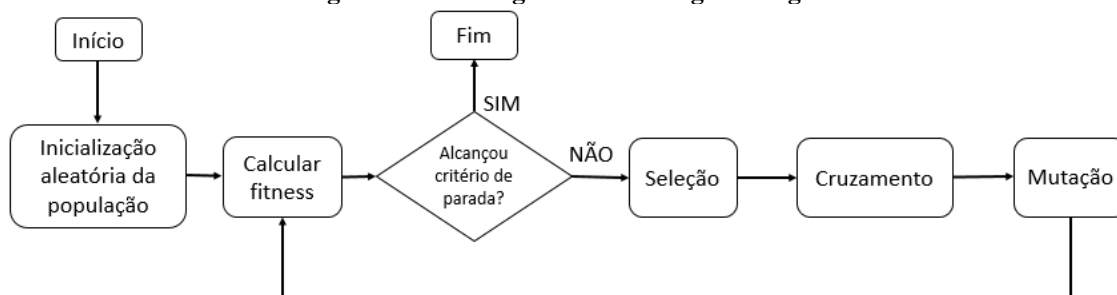 Início
Fim
SIM
Inicialização
aleatória da
população
Calcular
fitness
Alcançou
critério de
parada?
NÃO
Seleção
Cruzamento
Mutação